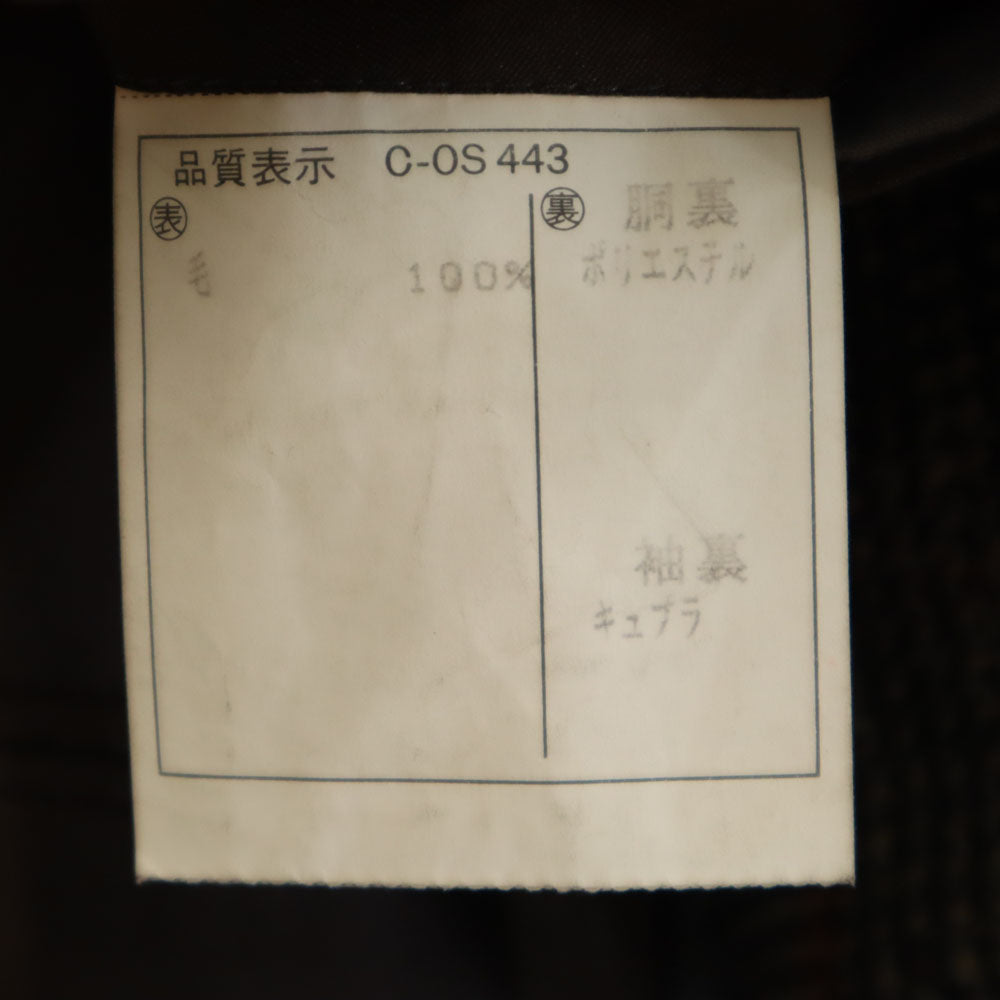 品質表示 C-OS 443
表
毛 100%
裏 胴裏
ポリエステル
袖裏
キュプラ